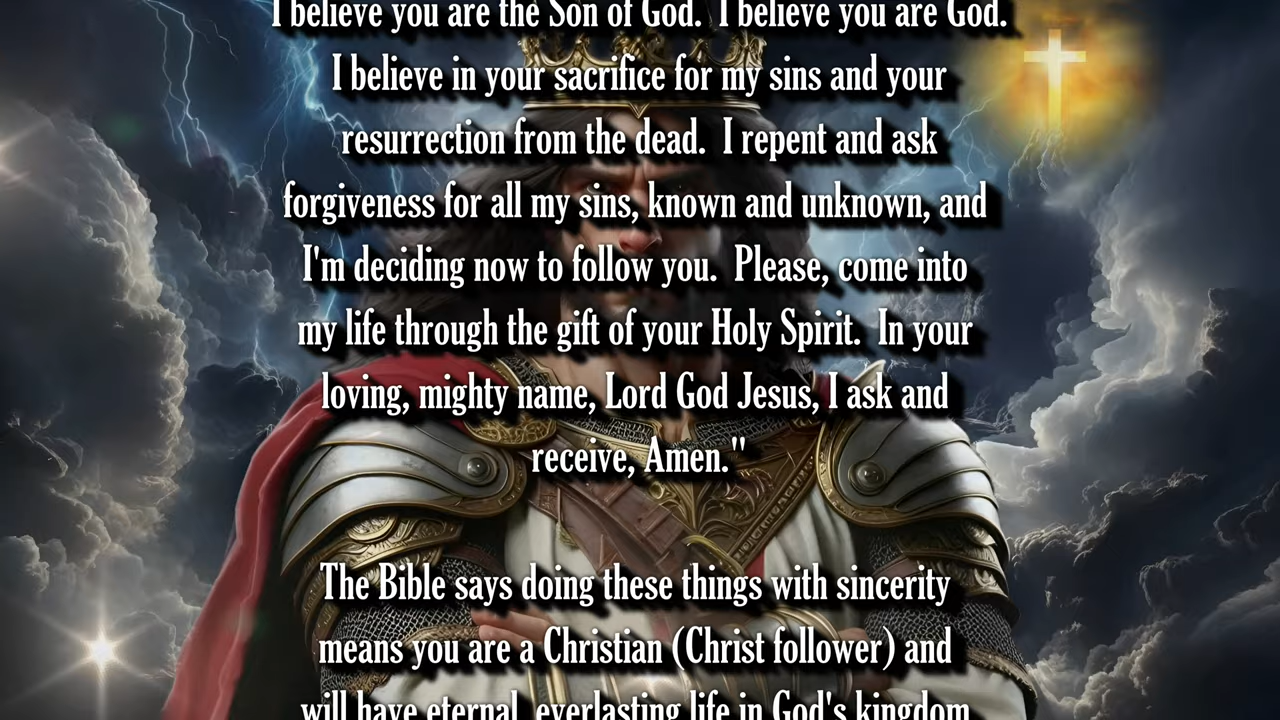 I believe you are the Son of God.  I believe you are God.
I believe in your sacrifice for my sins and your
resurrection from the dead.  I repent and ask
forgiveness for all my sins, known and unknown, and
I'm deciding now to follow you.  Please, come into
my life through the gift of your Holy Spirit.  In your
loving, mighty name, Lord God Jesus, I ask and
receive, Amen."
The Bible says doing these things with sincerity
means you are a Christian (Christ follower) and
will have eternal, everlasting life in God's kingdom